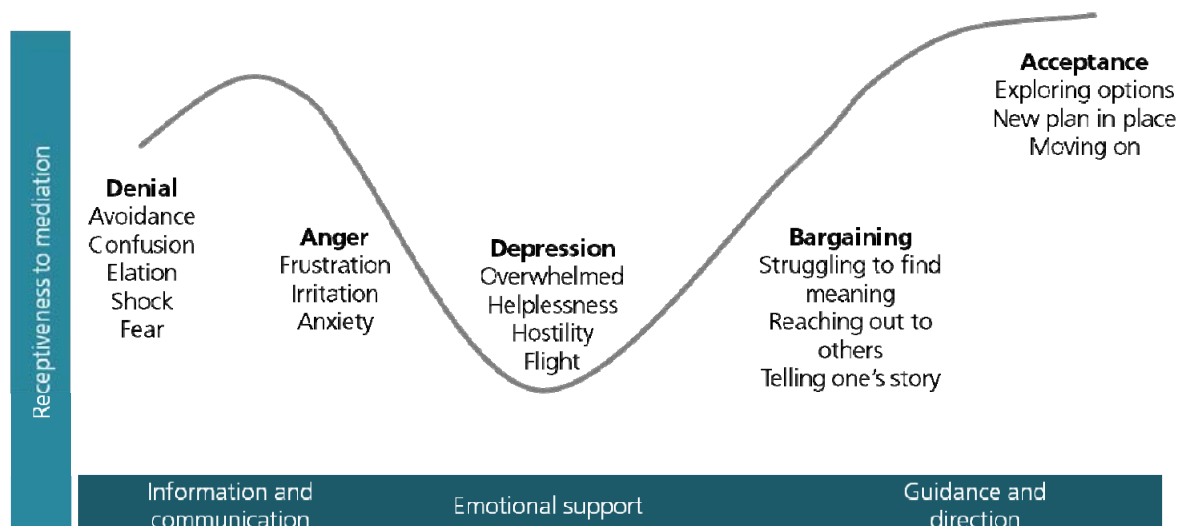 Receptiveness to mediation
Denial
Avoidance
Confusion
Elation
Shock
Fear
Anger
Frustration
Irritation
Anxiety
Depression
Overwhelmed
Helplessness
Hostility
Flight
Bargaining
Struggling to find
meaning
Reaching out to
others
Telling one's story
Acceptance
Exploring options
New plan in place
Moving on
Information and
communication
Emotional support
Guidance and
direction